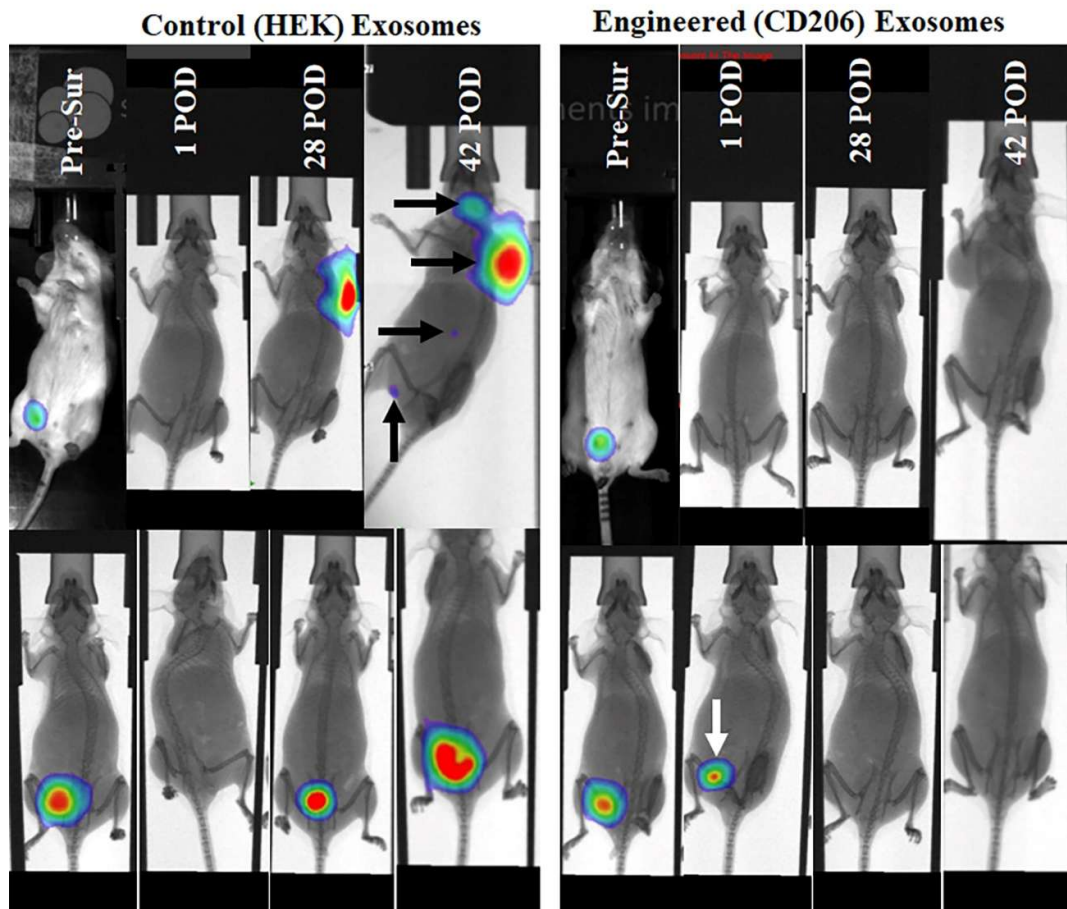 Control (HEK) Exosomes
Engineered (CD206) Exosomes
Pre-Sur
1 POD
28 POD
42 POD
Pre-Sur
1 POD
28 POD
42 POD